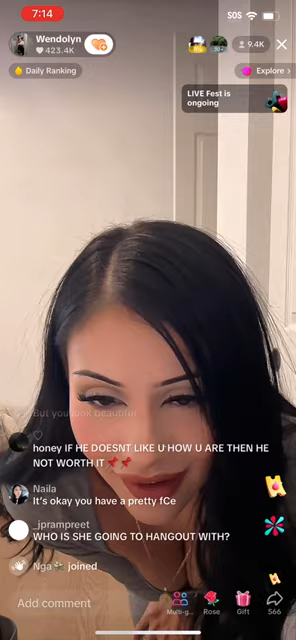 7:14
SOS
Wendolyn
423.4K
9.4K
Daily Ranking
Explore >
LIVE Fest is
ongoing
But you look beautiful
honey IF HE DOESNT LIKE U HOW U ARE THEN HE
NOT WORTH IT
Naila
It's okay you have a pretty fCe
_jprampreet
WHO IS SHE GOING TO HANGOUT WITH?
Nga joined
Add comment
Multi-g...
Rose
Gift
566